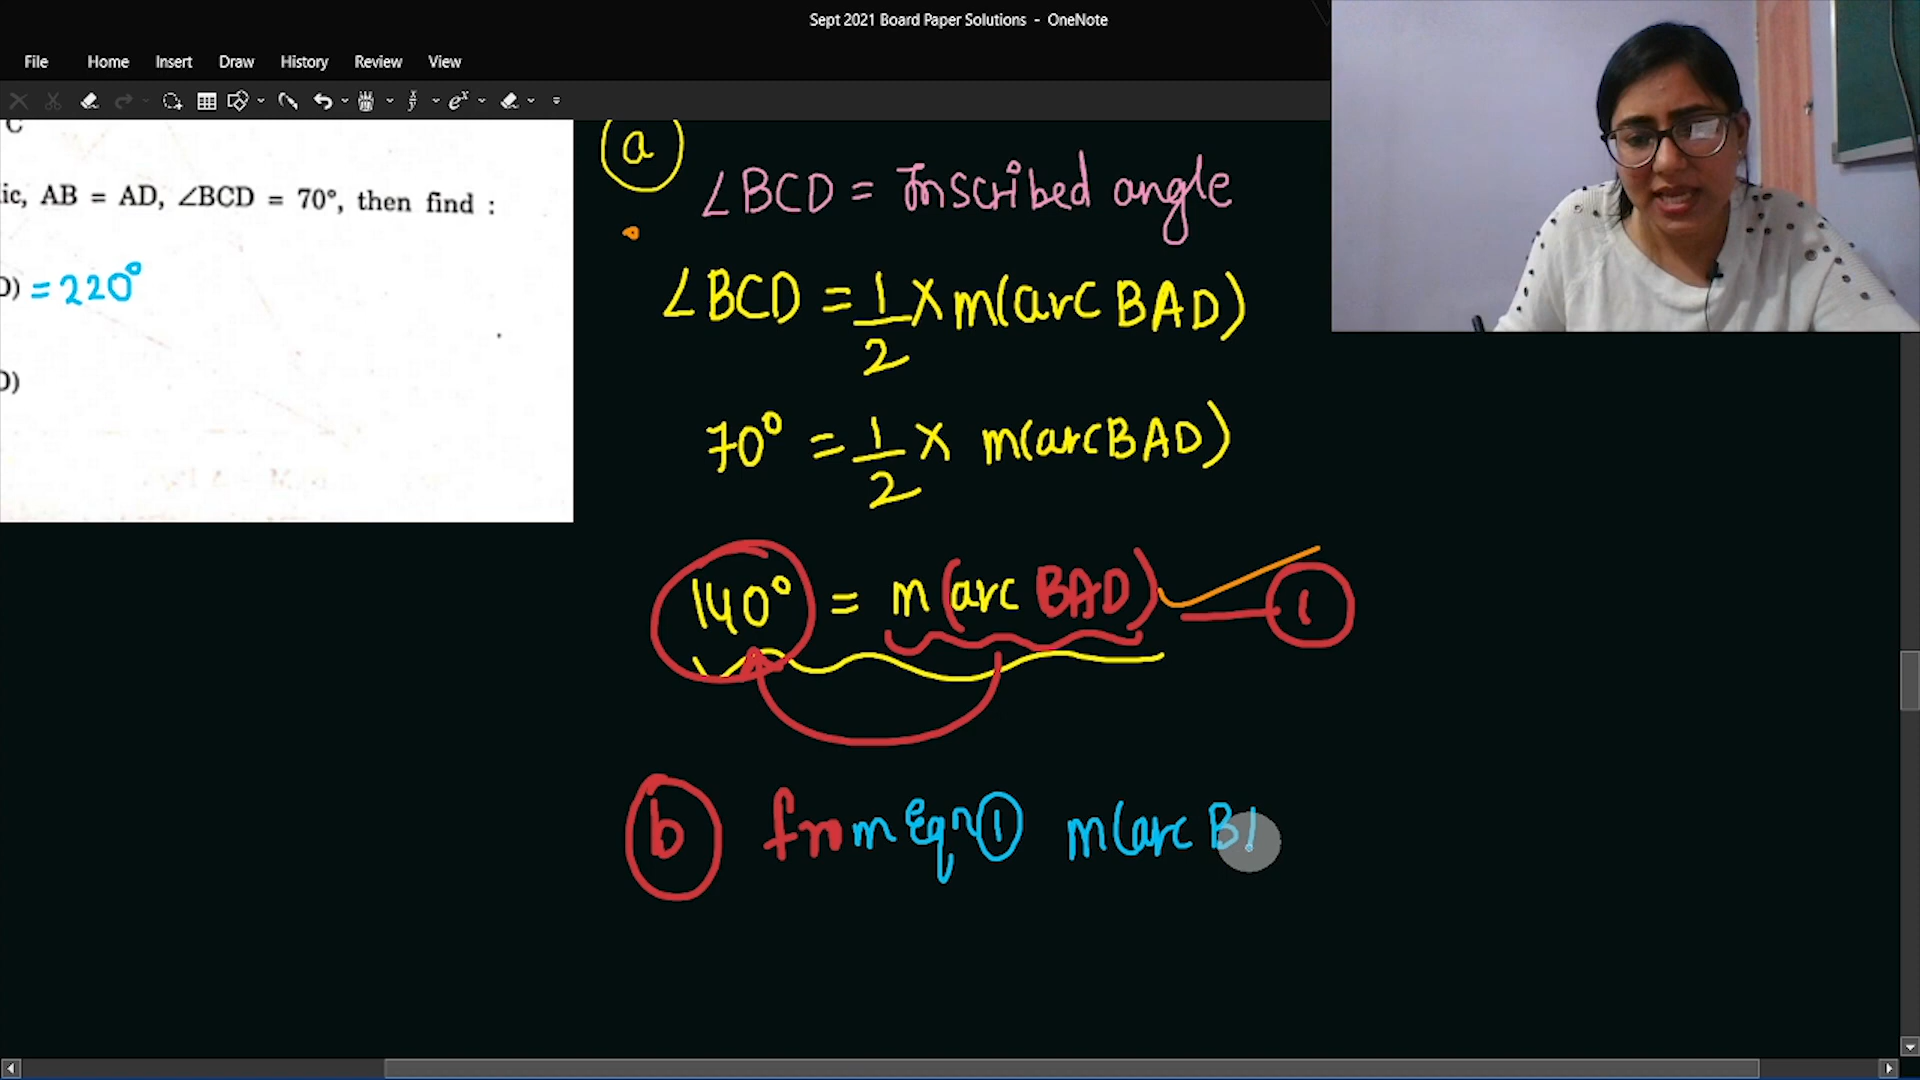 Sept 2021 Board Paper Solutions - OneNote
File Home Insert Draw History Review View
C
ic, AB = AD, ∠BCD = 70°, then find :
D) = 220°
D)
a
∠BCD = Inscribed angle
∠BCD = 1/2 × m(arc BAD)
70° = 1/2 × m(arc BAD)
140° = m(arc BAD) — 1
b from Eqn 1 m(arc B